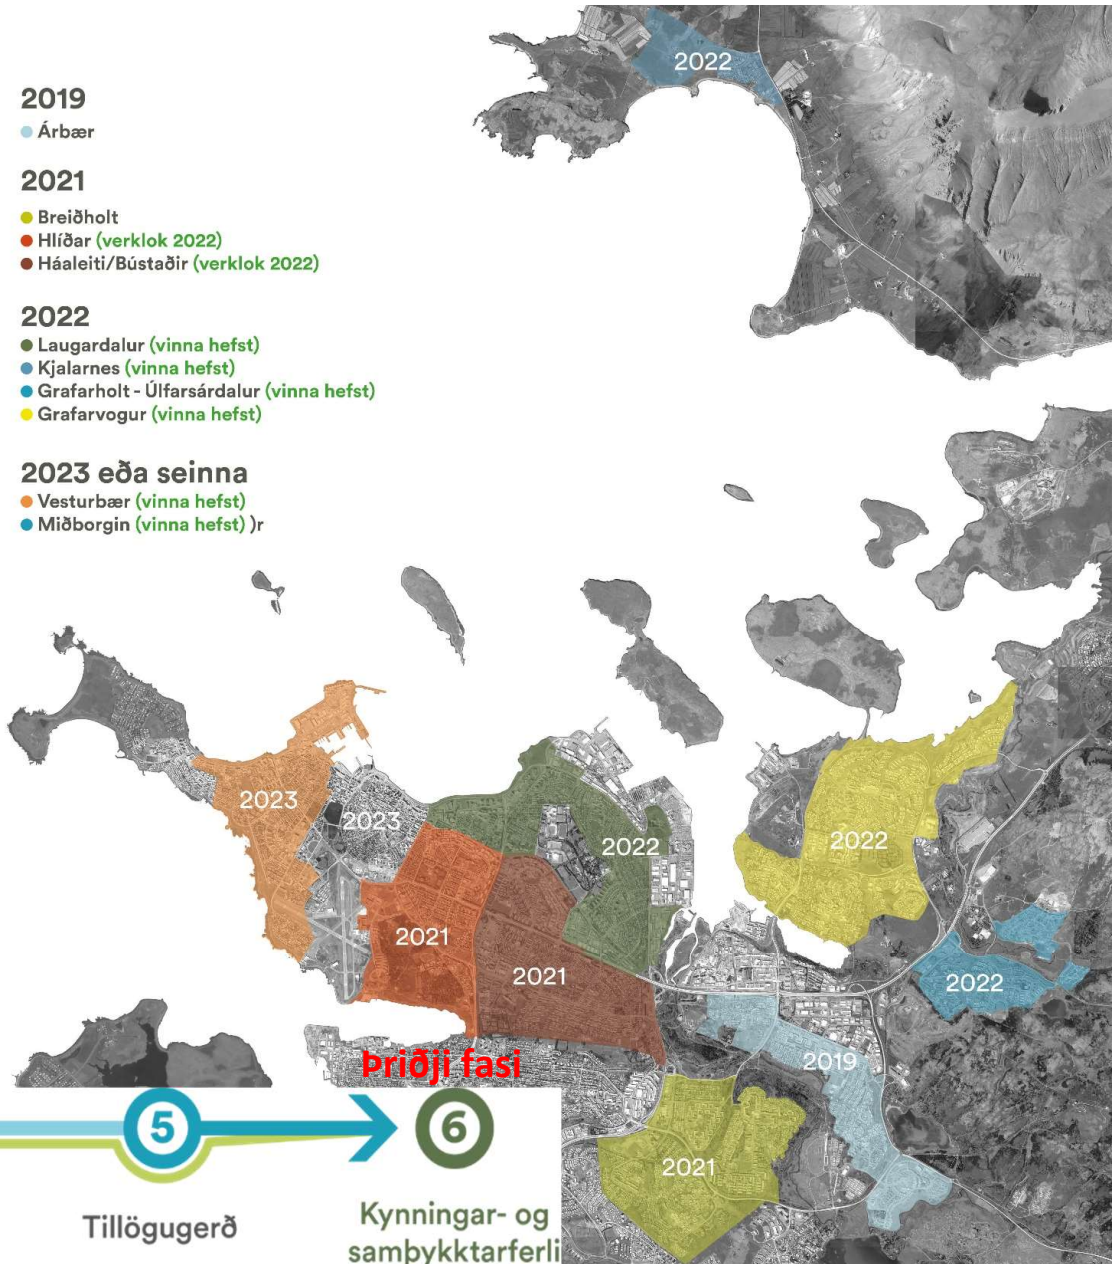 2019
Árbær
2021
Breiðholt
Hlíðar (verklok 2022)
Háaleiti/Bústaðir (verklok 2022)
2022
Laugardalur (vinna hefst)
Kjalarnes (vinna hefst)
Grafarholt - Úlfarsárdalur (vinna hefst)
Grafarvogur (vinna hefst)
2023 eða seinna
Vesturbær (vinna hefst)
Miðborgin (vinna hefst) )r
2022
2023
2023
2022
2022
2021
2021
2022
2019
2021
Þriðji fasi
5
6
Tillögugerð
Kynningar- og
samþykktarferli